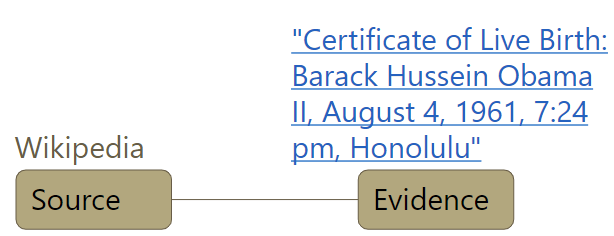 "Certificate of Live Birth:
Barack Hussein Obama
II, August 4, 1961, 7:24
pm, Honolulu"
Wikipedia
Source
Evidence